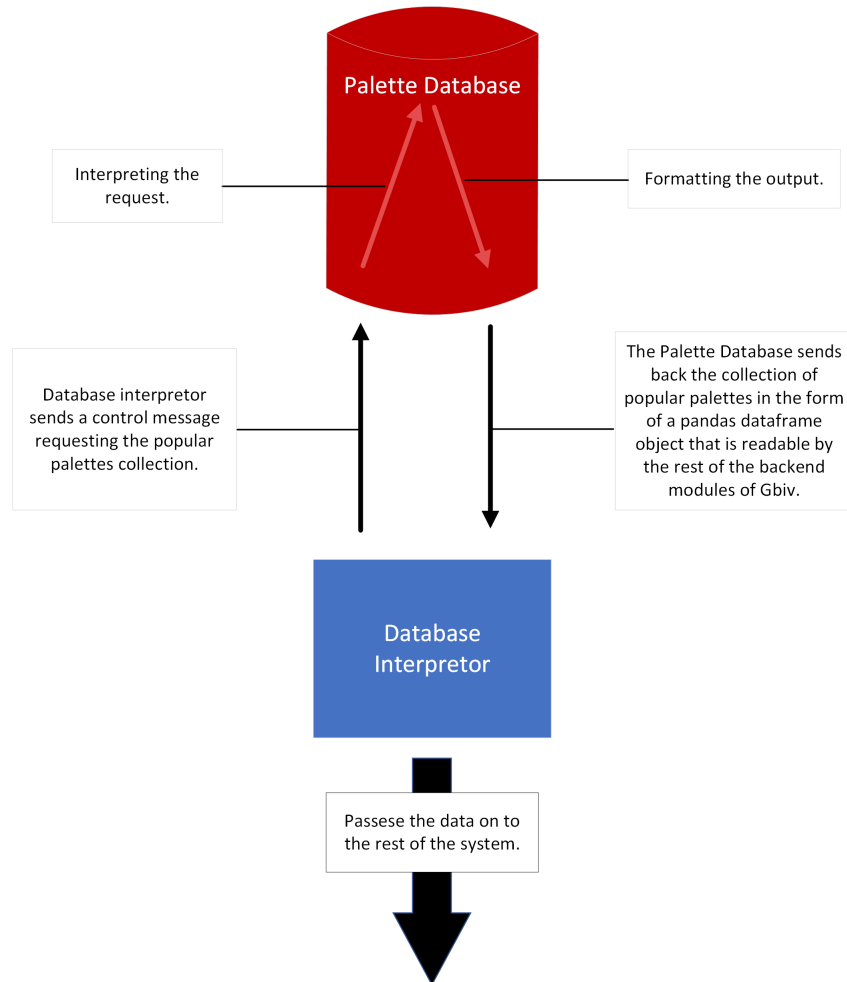 Palette Database
Interpreting the
request.
Formatting the output.
Database interpretor
sends a control message
requesting the popular
palettes collection.
The Palette Database sends
back the collection of
popular palettes in the form
of a pandas dataframe
object that is readable by
the rest of the backend
modules of Gbiv.
Database
Interpretor
Passese the data on to
the rest of the system.